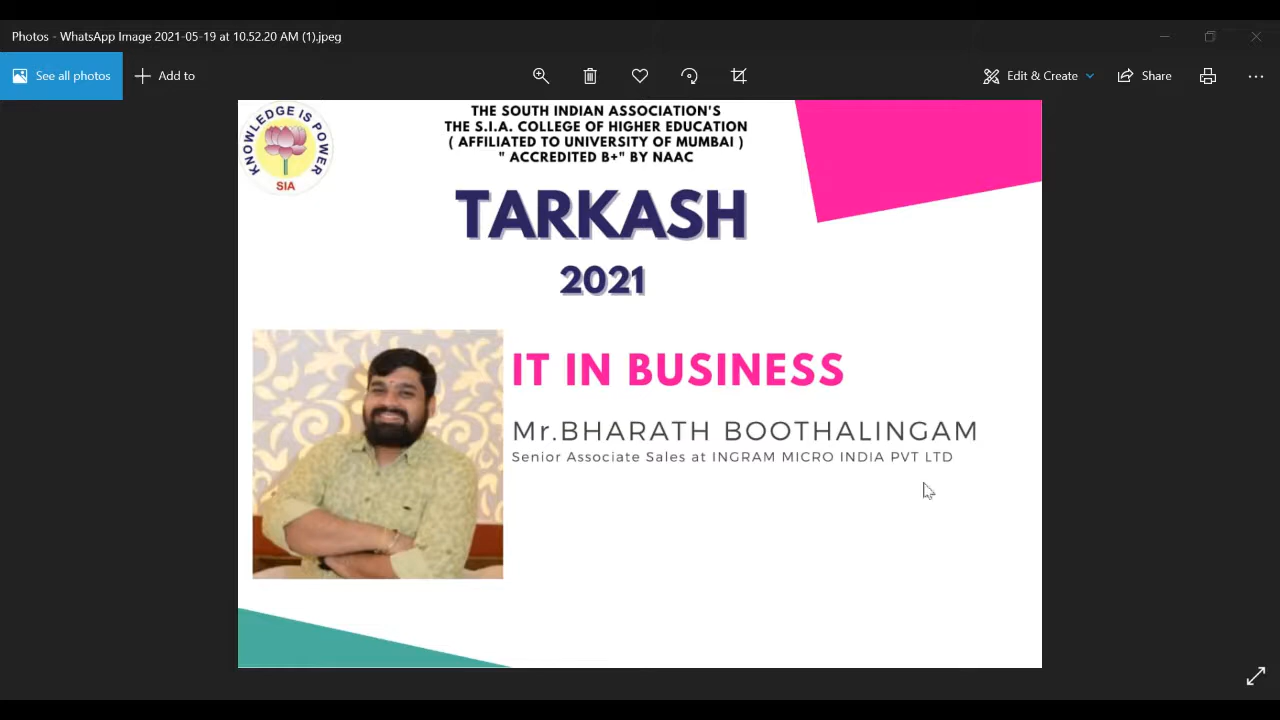 Photos - WhatsApp Image 2021-05-19 at 10.52.20 AM (1).jpeg
See all photos
Add to
Edit & Create
Share
KNOWLEDGE IS POWER
SIA
THE SOUTH INDIAN ASSOCIATION'S
THE S.I.A. COLLEGE OF HIGHER EDUCATION
( AFFILIATED TO UNIVERSITY OF MUMBAI )
" ACCREDITED B+" BY NAAC
TARKASH
2021
IT IN BUSINESS
Mr.BHARATH BOOTHALINGAM
Senior Associate Sales at INGRAM MICRO INDIA PVT LTD